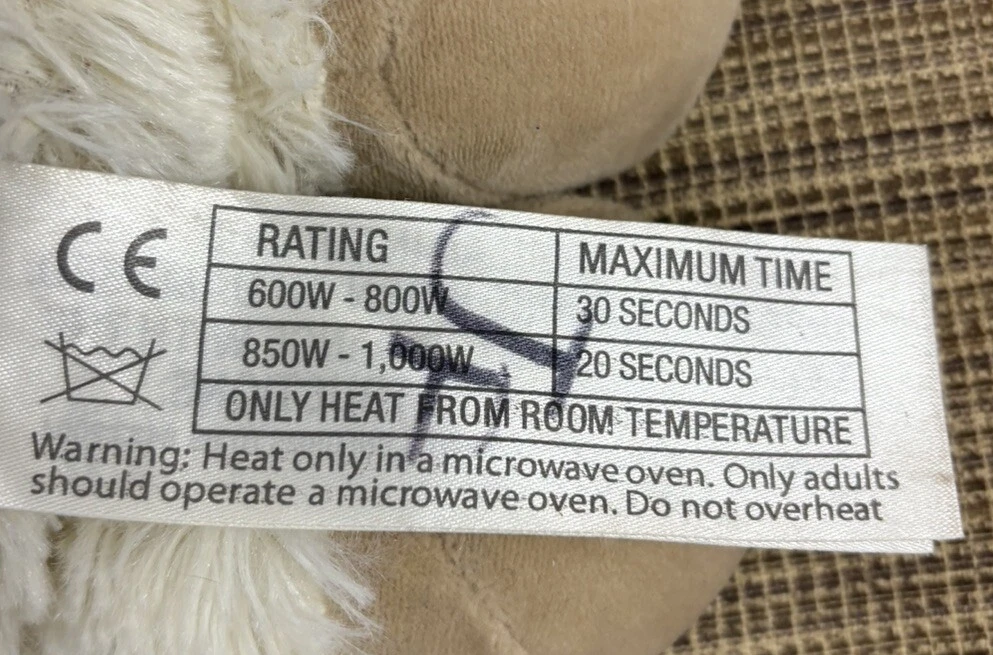 CE
RATING MAXIMUM TIME
600W - 800W 30 SECONDS
850W - 1,000W 20 SECONDS
ONLY HEAT FROM ROOM TEMPERATURE
Warning: Heat only in a microwave oven. Only adults
should operate a microwave oven. Do not overheat